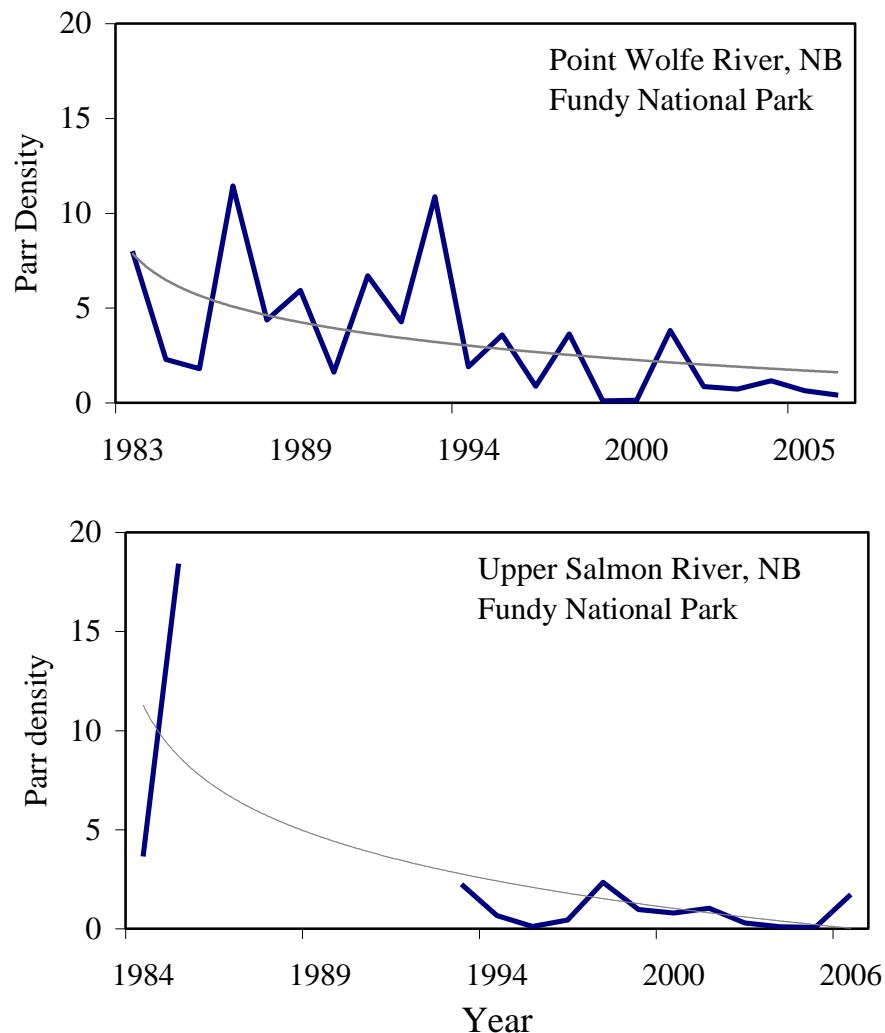 20
Point Wolfe River, NB
Fundy National Park
15
Parr Density
10
5
0
1983 1989 1994 2000 2005
20
Upper Salmon River, NB
Fundy National Park
15
Parr density
10
5
0
1984 1989 1994 2000 2006
Year